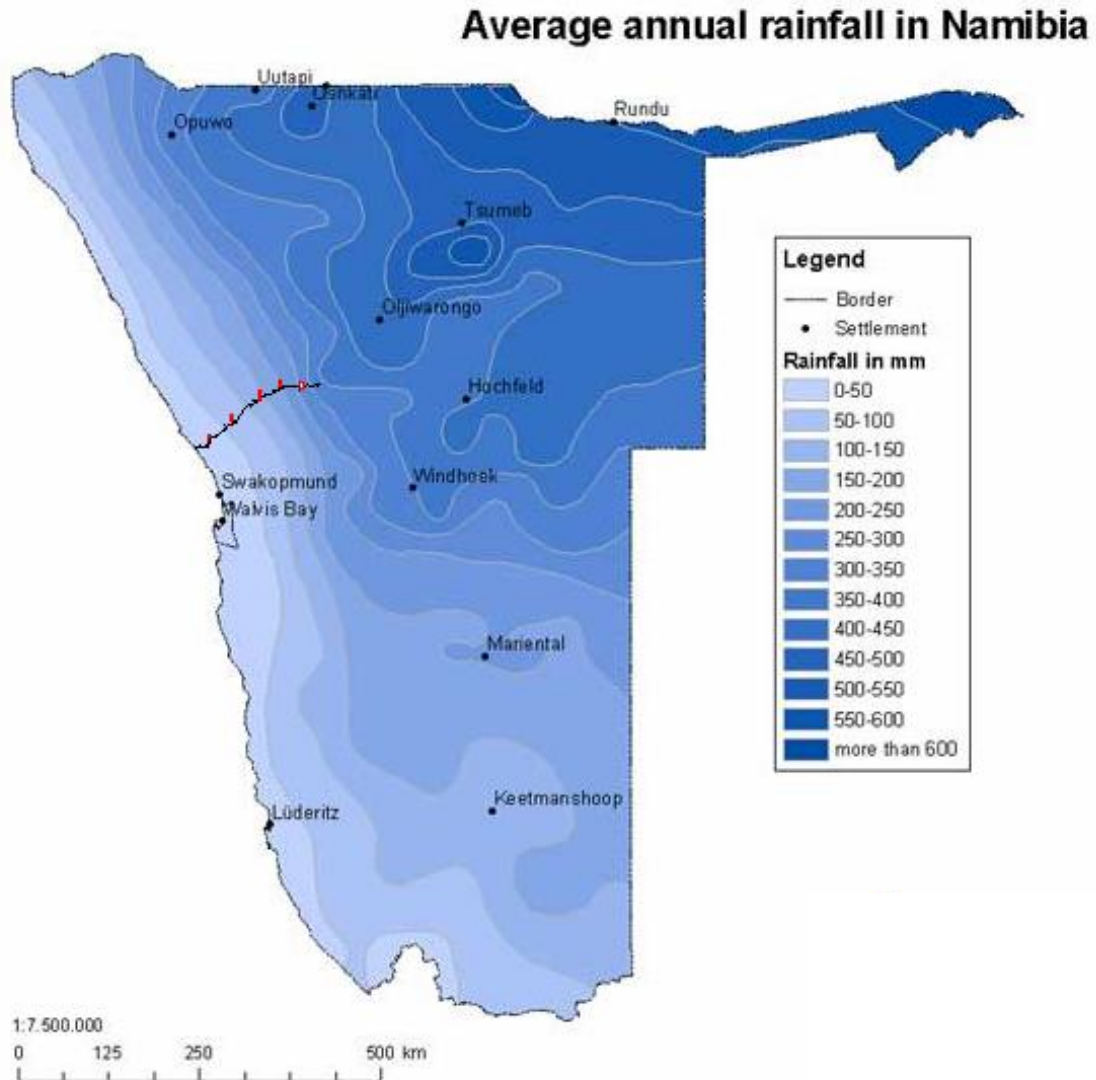 Average annual rainfall in Namibia
Uutapi
Oshkati
Opuwo
Rundu
Tsumeb
Otjiwarongo
Hochfeld
Windhoek
Swakopmund
Walvis Bay
Mariental
Keetmanshoop
Lüderitz
Legend
Border
Settlement
Rainfall in mm
0-50
50-100
100-150
150-200
200-250
250-300
300-350
350-400
400-450
450-500
500-550
550-600
more than 600
1:7.500.000
0 125 250 500 km